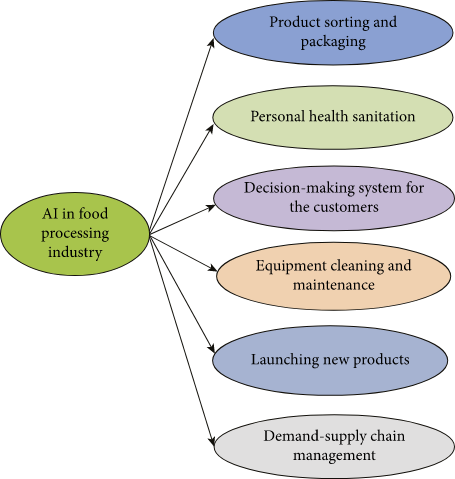 Product sorting and
packaging
Personal health sanitation
Decision-making system for
the customers
AI in food
processing
industry
Equipment cleaning and
maintenance
Launching new products
Demand-supply chain
management